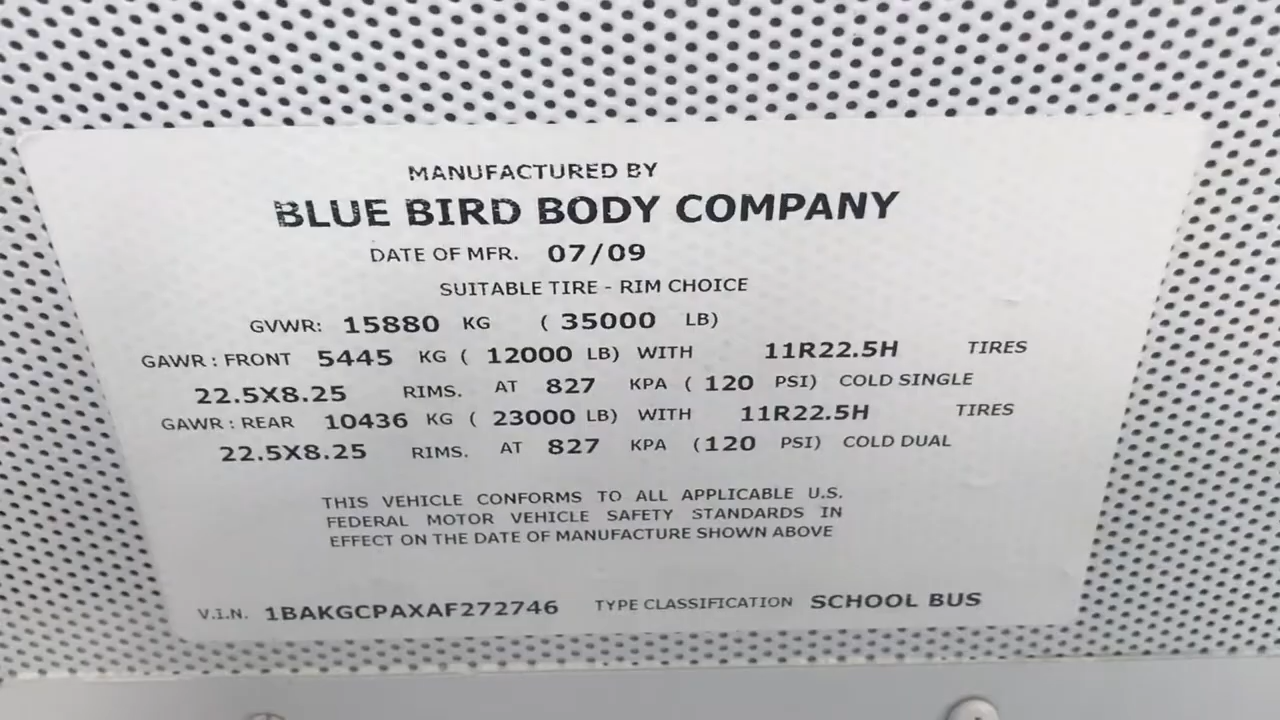 MANUFACTURED BY
BLUE BIRD BODY COMPANY
DATE OF MFR. 07/09
SUITABLE TIRE - RIM CHOICE
GVWR: 15880 KG ( 35000 LB)
GAWR : FRONT 5445 KG ( 12000 LB) WITH 11R22.5H TIRES
22.5X8.25 RIMS. AT 827 KPA ( 120 PSI) COLD SINGLE
GAWR : REAR 10436 KG ( 23000 LB) WITH 11R22.5H TIRES
22.5X8.25 RIMS. AT 827 KPA (120 PSI) COLD DUAL
THIS VEHICLE CONFORMS TO ALL APPLICABLE U.S.
FEDERAL MOTOR VEHICLE SAFETY STANDARDS IN
EFFECT ON THE DATE OF MANUFACTURE SHOWN ABOVE
V.I.N. 1BAKGCPAXAF272746 TYPE CLASSIFICATION SCHOOL BUS